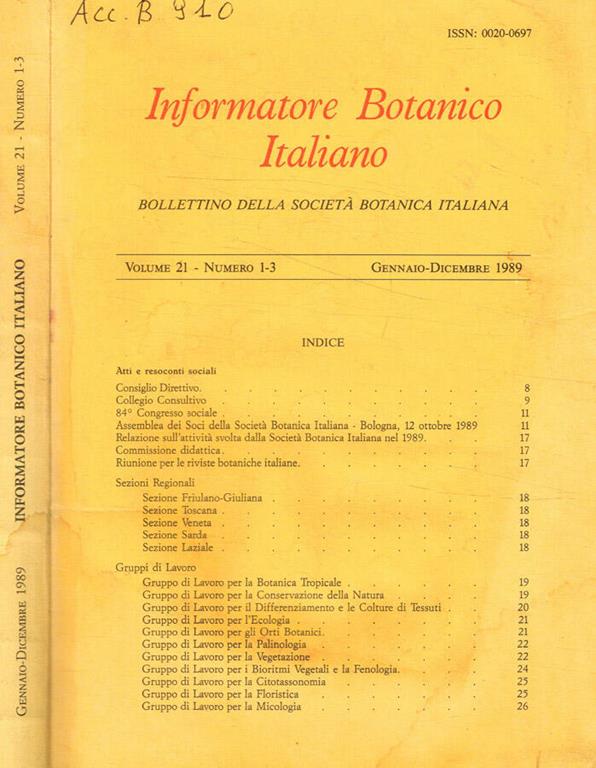 Acc. B 910
ISSN: 0020-0697
Informatore Botanico
Italiano
BOLLETTINO DELLA SOCIETÀ BOTANICA ITALIANA
VOLUME 21 - NUMERO 1-3 GENNAIO-DICEMBRE 1989
INDICE
Atti e resoconti sociali
Consiglio Direttivo. 8
Collegio Consultivo 9
84° Congresso sociale 11
Assemblea dei Soci della Società Botanica Italiana - Bologna, 12 ottobre 1989 11
Relazione sull'attività svolta dalla Società Botanica Italiana nel 1989. 17
Commissione didattica. 17
Riunione per le riviste botaniche italiane. 17
Sezioni Regionali
Sezione Friulano-Giuliana 18
Sezione Toscana 18
Sezione Veneta 18
Sezione Sarda 18
Sezione Laziale 18
Gruppi di Lavoro
Gruppo di Lavoro per la Botanica Tropicale 19
Gruppo di Lavoro per la Conservazione della Natura 19
Gruppo di Lavoro per il Differenziamento e le Colture di Tessuti 20
Gruppo di Lavoro per l'Ecologia 21
Gruppo di Lavoro per gli Orti Botanici. 21
Gruppo di Lavoro per la Palinologia 22
Gruppo di Lavoro per la Vegetazione 22
Gruppo di Lavoro per i Bioritmi Vegetali e la Fenologia. 24
Gruppo di Lavoro per la Citotassonomia 25
Gruppo di Lavoro per la Floristica 25
Gruppo di Lavoro per la Micologia 26
GENNAIO-DICEMBRE 1989 INFORMATORE BOTANICO ITALIANO VOLUME 21 - NUMERO 1-3